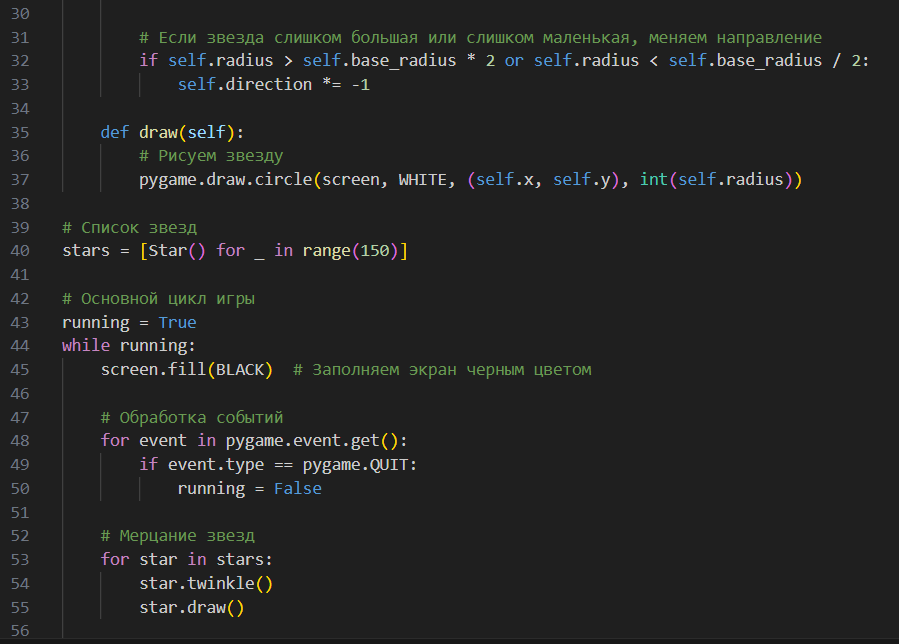 30
31 # Если звезда слишком большая или слишком маленькая, меняем направление
32 if self.radius > self.base_radius * 2 or self.radius < self.base_radius / 2:
33 self.direction *= -1
34
35 def draw(self):
36 # Рисуем звезду
37 pygame.draw.circle(screen, WHITE, (self.x, self.y), int(self.radius))
38
39 # Список звезд
40 stars = [Star() for _ in range(150)]
41
42 # Основной цикл игры
43 running = True
44 while running:
45 screen.fill(BLACK)  # Заполняем экран черным цветом
46
47 # Обработка событий
48 for event in pygame.event.get():
49 if event.type == pygame.QUIT:
50 running = False
51
52 # Мерцание звезд
53 for star in stars:
54 star.twinkle()
55 star.draw()
56